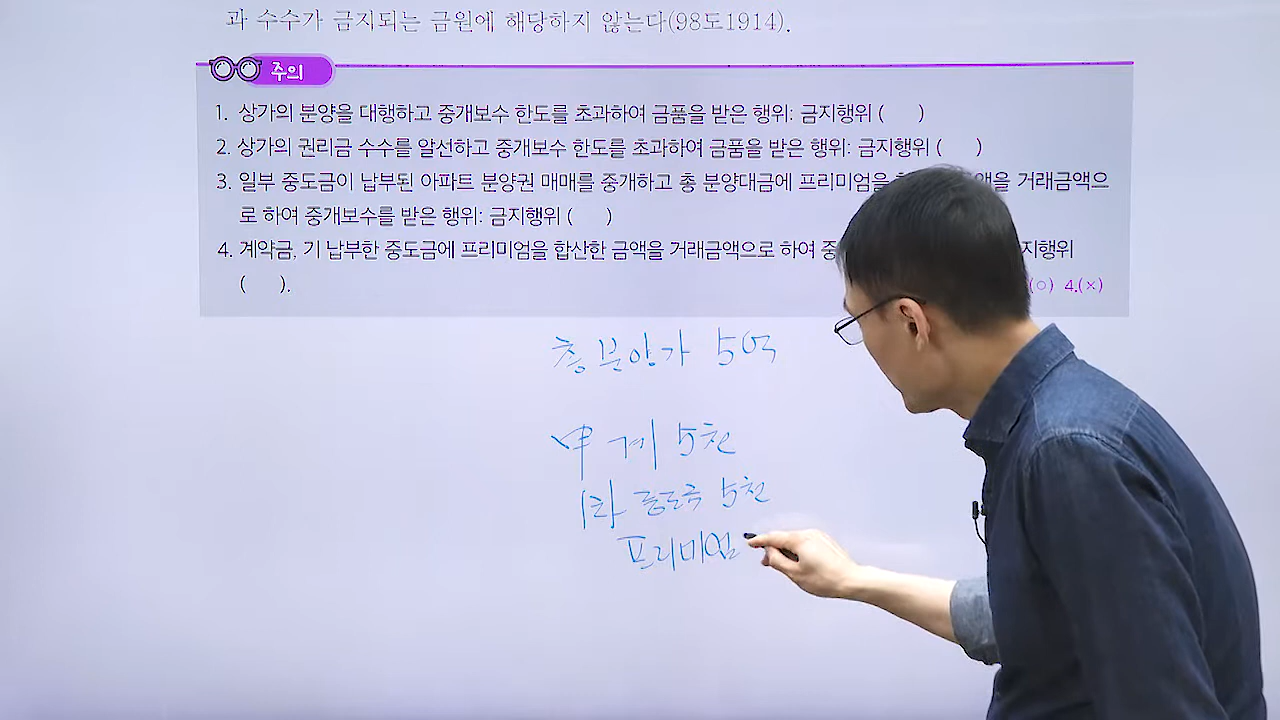 과 수수가 금지되는 금원에 해당하지 않는다(98도1914).
주의
1. 상가의 분양을 대행하고 중개보수 한도를 초과하여 금품을 받은 행위: 금지행위 ( )
2. 상가의 권리금 수수를 알선하고 중개보수 한도를 초과하여 금품을 받은 행위: 금지행위 ( )
3. 일부 중도금이 납부된 아파트 분양권 매매를 중개하고 총 분양대금에 프리미엄을 거래금액으
로 하여 중개보수를 받은 행위: 금지행위 ( )
4. 계약금, 기 납부한 중도금에 프리미엄을 합산한 금액을 거래금액으로 하여 지행위
( ).
(○) 4.(×)
총 분양가 5억
甲 계 5천
1차 중도금 5천
프리미엄